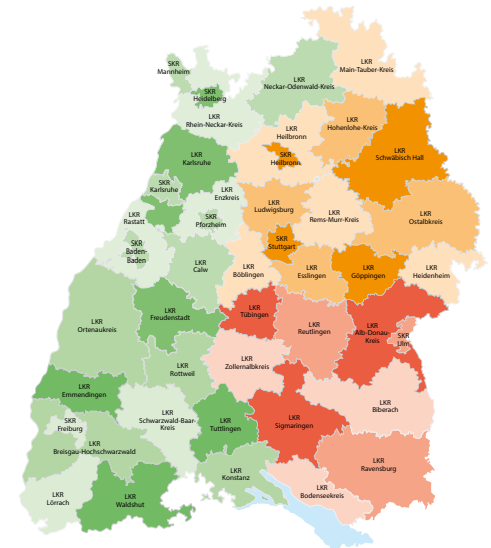 LKR
Main-Tauber-Kreis
SKR
Mannheim
LKR
Neckar-Odenwald-Kreis
SKR
Heidelberg
LKR
Rhein-Neckar-Kreis
LKR
Hohenlohe-Kreis
LKR
Heilbronn
LKR
Schwäbisch Hall
SKR
Heilbronn
LKR
Karlsruhe
SKR
Karlsruhe
LKR
Enzkreis
LKR
Ludwigsburg
LKR
Rems-Murr-Kreis
LKR
Ostalbkreis
LKR
Rastatt
SKR
Pforzheim
SKR
Stuttgart
SKR
Baden-
Baden
LKR
Calw
LKR
Böblingen
LKR
Esslingen
LKR
Göppingen
LKR
Heidenheim
LKR
Ortenaukreis
LKR
Freudenstadt
LKR
Tübingen
LKR
Reutlingen
LKR
Alb-Donau-
Kreis
SKR
Ulm
LKR
Rottweil
LKR
Zollernalbkreis
LKR
Emmendingen
LKR
Biberach
SKR
Freiburg
LKR
Schwarzwald-Baar-
Kreis
LKR
Tuttlingen
LKR
Sigmaringen
LKR
Breisgau-Hochschwarzwald
LKR
Konstanz
LKR
Ravensburg
LKR
Lörrach
LKR
Waldshut
LKR
Bodenseekreis